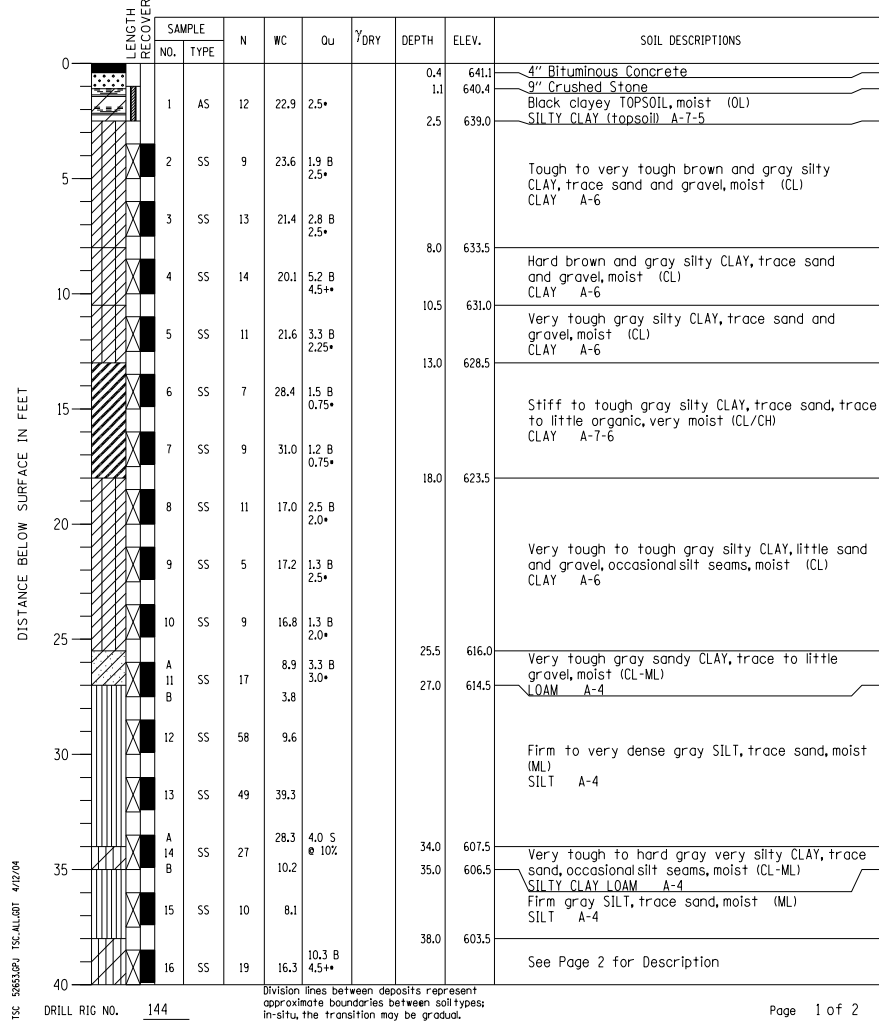 LENGTH
RECOVERY
SAMPLE
NO. TYPE N WC Qu γDRY DEPTH ELEV. SOIL DESCRIPTIONS
0
0.4 641.1 4″ Bituminous Concrete
1.1 640.4 9″ Crushed Stone
Black clayey TOPSOIL, moist (OL)
1 AS 12 22.9 2.5*
2.5 639.0 SILTY CLAY (topsoil) A-7-5
2 SS 9 23.6 1.9 B
2.5*
5
Tough to very tough brown and gray silty
CLAY, trace sand and gravel, moist (CL)
CLAY A-6
3 SS 13 21.4 2.8 B
2.5*
8.0 633.5
Hard brown and gray silty CLAY, trace sand
and gravel, moist (CL)
CLAY A-6
4 SS 14 20.1 5.2 B
4.5+*
10
10.5 631.0
Very tough gray silty CLAY, trace sand and
gravel, moist (CL)
CLAY A-6
5 SS 11 21.6 3.3 B
2.25*
13.0 628.5
6 SS 7 28.4 1.5 B
0.75*
15
Stiff to tough gray silty CLAY, trace sand, trace
to little organic, very moist (CL/CH)
CLAY A-7-6
7 SS 9 31.0 1.2 B
0.75*
18.0 623.5
8 SS 11 17.0 2.5 B
2.0*
20
Very tough to tough gray silty CLAY, little sand
and gravel, occasional silt seams, moist (CL)
CLAY A-6
9 SS 5 17.2 1.3 B
2.5*
10 SS 9 16.8 1.3 B
2.0*
25
25.5 616.0
Very tough gray sandy CLAY, trace to little
gravel, moist (CL-ML)
A 8.9 3.3 B
11 SS 17 3.0*
B 3.8
27.0 614.5 LOAM A-4
12 SS 58 9.6
30
Firm to very dense gray SILT, trace sand, moist
(ML)
SILT A-4
13 SS 49 39.3
A 28.3 4.0 S
14 SS 27 @ 10%
B 10.2
34.0 607.5
Very tough to hard gray very silty CLAY, trace
sand, occasional silt seams, moist (CL-ML)
35
35.0 606.5
SILTY CLAY LOAM A-4
Firm gray SILT, trace sand, moist (ML)
SILT A-4
15 SS 10 8.1
38.0 603.5
16 SS 19 16.3 10.3 B
4.5+*
See Page 2 for Description
40
DISTANCE BELOW SURFACE IN FEET
TSC 52653.GPJ TSC_ALL.GDT 4/12/04
DRILL RIG NO. 144
Division lines between deposits represent
approximate boundaries between soil types;
in-situ, the transition may be gradual.
Page 1 of 2